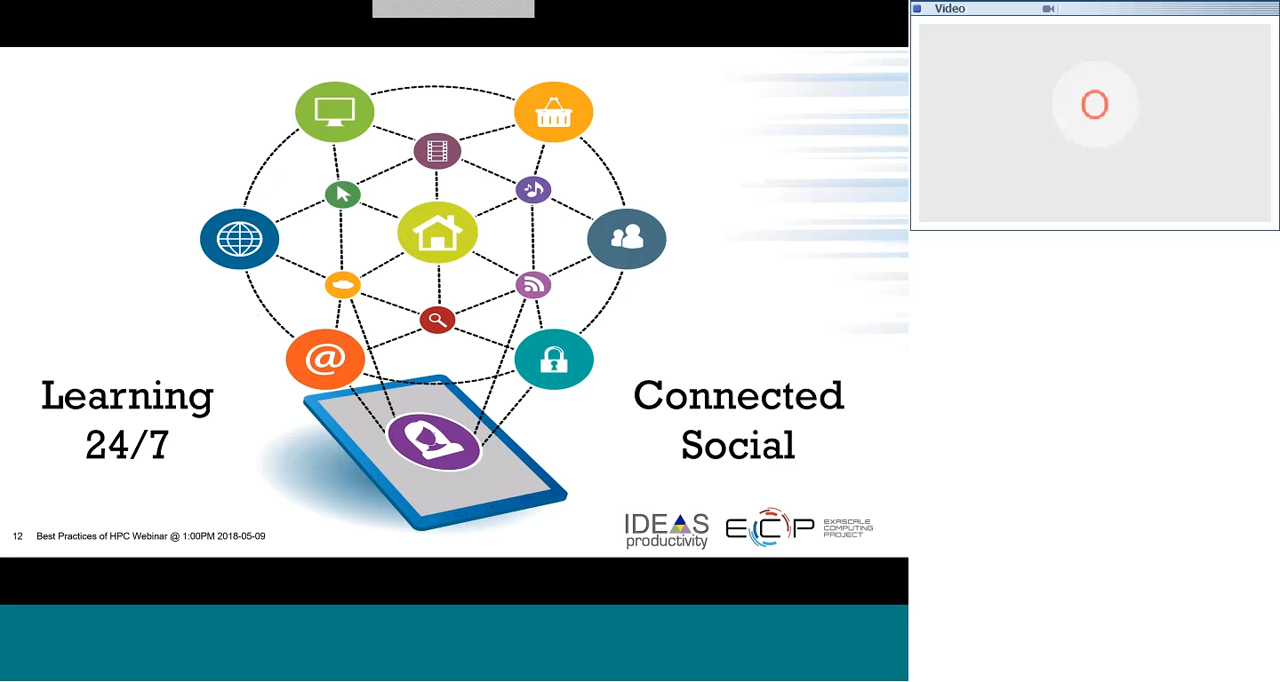 Video
O
@
Learning
24/7
Connected
Social
12 Best Practices of HPC Webinar @ 1:00PM 2018-05-09
IDEAS
productivity
ECP
EXASCALE
COMPUTING
PROJECT